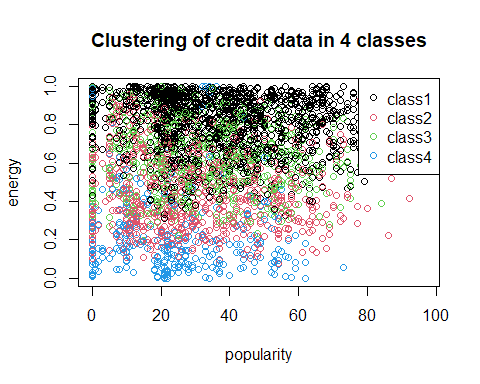 Clustering of credit data in 4 classes
energy
1.0
0.8
0.6
0.4
0.2
0.0
class1
class2
class3
class4
0 20 40 60 80 100
popularity